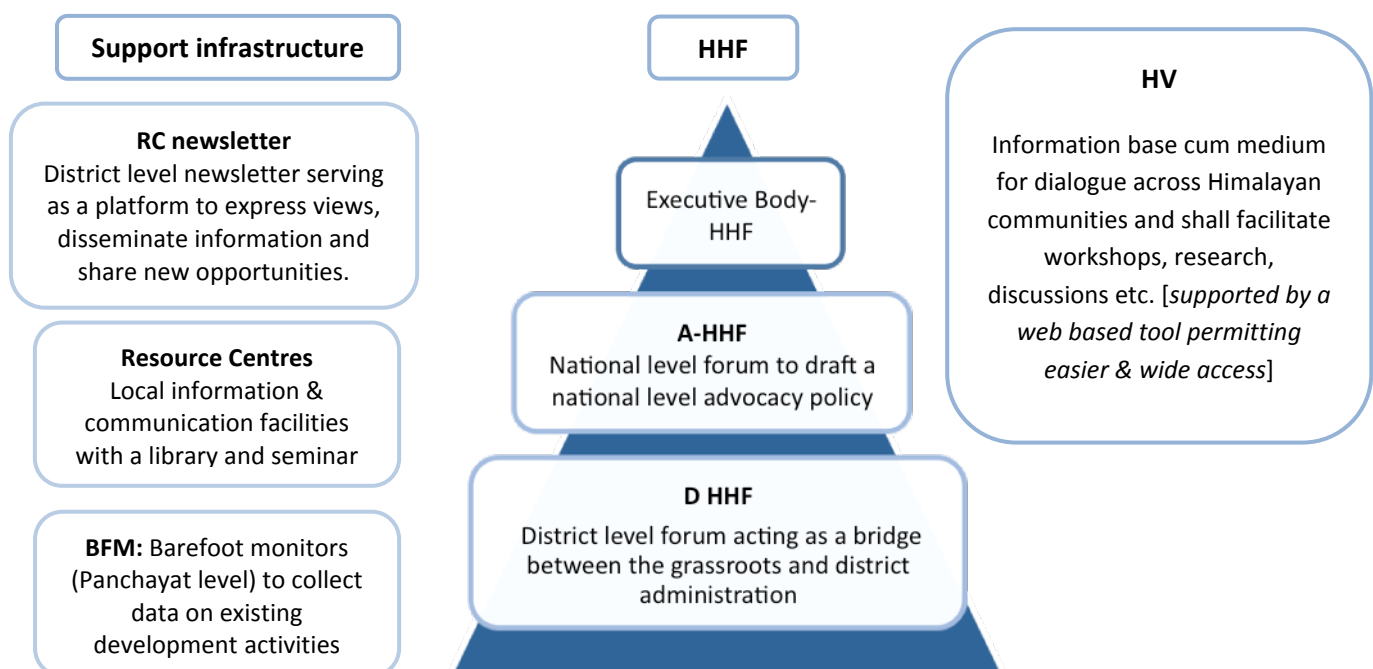 Support infrastructure
RC newsletter
District level newsletter serving
as a platform to express views,
disseminate information and
share new opportunities.
Resource Centres
Local information &
communication facilities
with a library and seminar
BFM: Barefoot monitors
(Panchayat level) to collect
data on existing
development activities
HHF
Executive Body-
HHF
A-HHF
National level forum to draft a
national level advocacy policy
D HHF
District level forum acting as a bridge
between the grassroots and district
administration
HV
Information base cum medium
for dialogue across Himalayan
communities and shall facilitate
workshops, research,
discussions etc. [supported by a
web based tool permitting
easier & wide access]